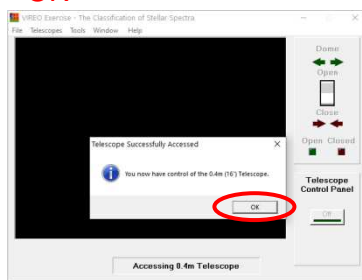 VIREO Exercise - The Classification of Stellar Spectra
File Telescopes Tools Window Help
Dome
Open
Close
Open Closed
Telescope Successfully Accessed
You now have control of the 0.4m (16") Telescope.
OK
Telescope
Control Panel
Off
Accessing 0.4m Telescope